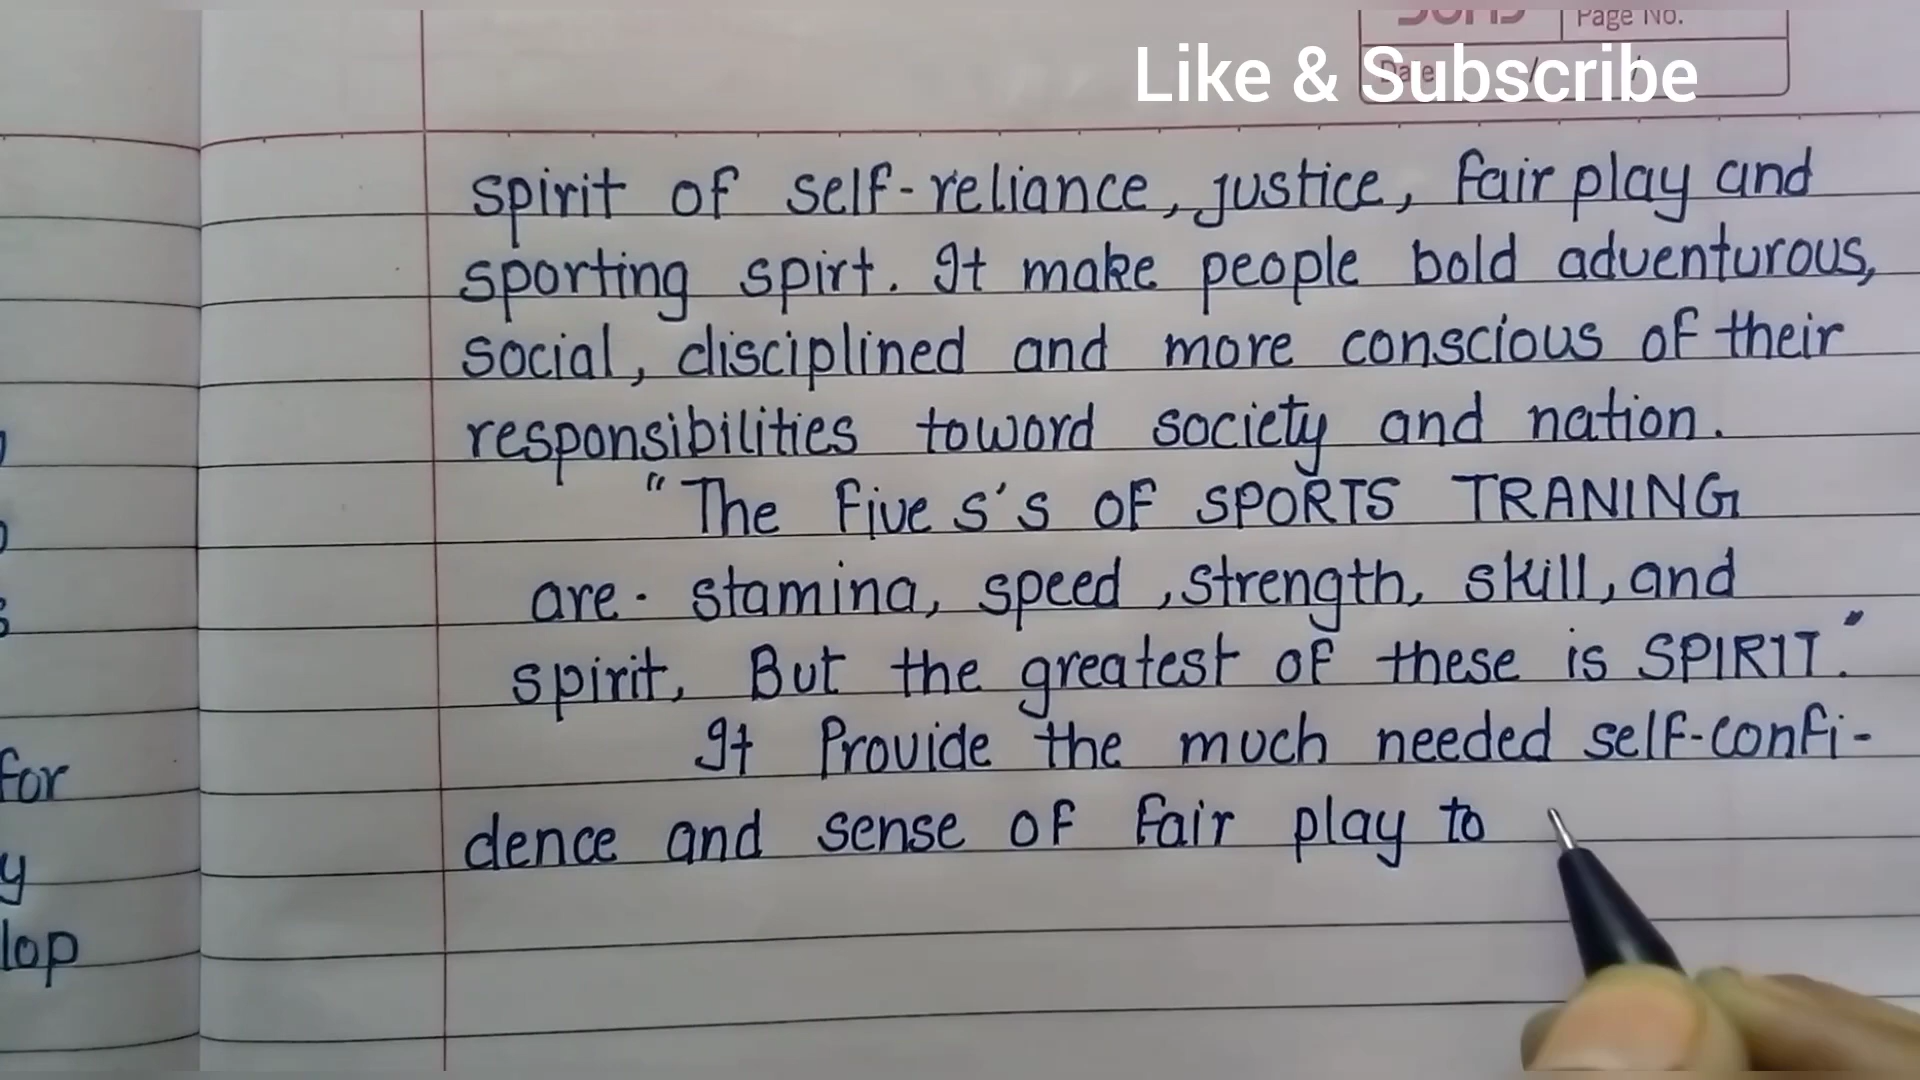 Page No.
Like & Subscribe
Date
spirit of self-reliance, justice, fair play and
sporting spirt. It make people bold adventurous,
social, disciplined and more conscious of their
responsibilities toword society and nation.
"The five s's of SPORTS TRANING
are. stamina, speed, strength, skill, and
spirit, But the greatest of these is SPIRIT."
It Provide the much needed self-confi-
dence and sense of fair play to
for
y
lop